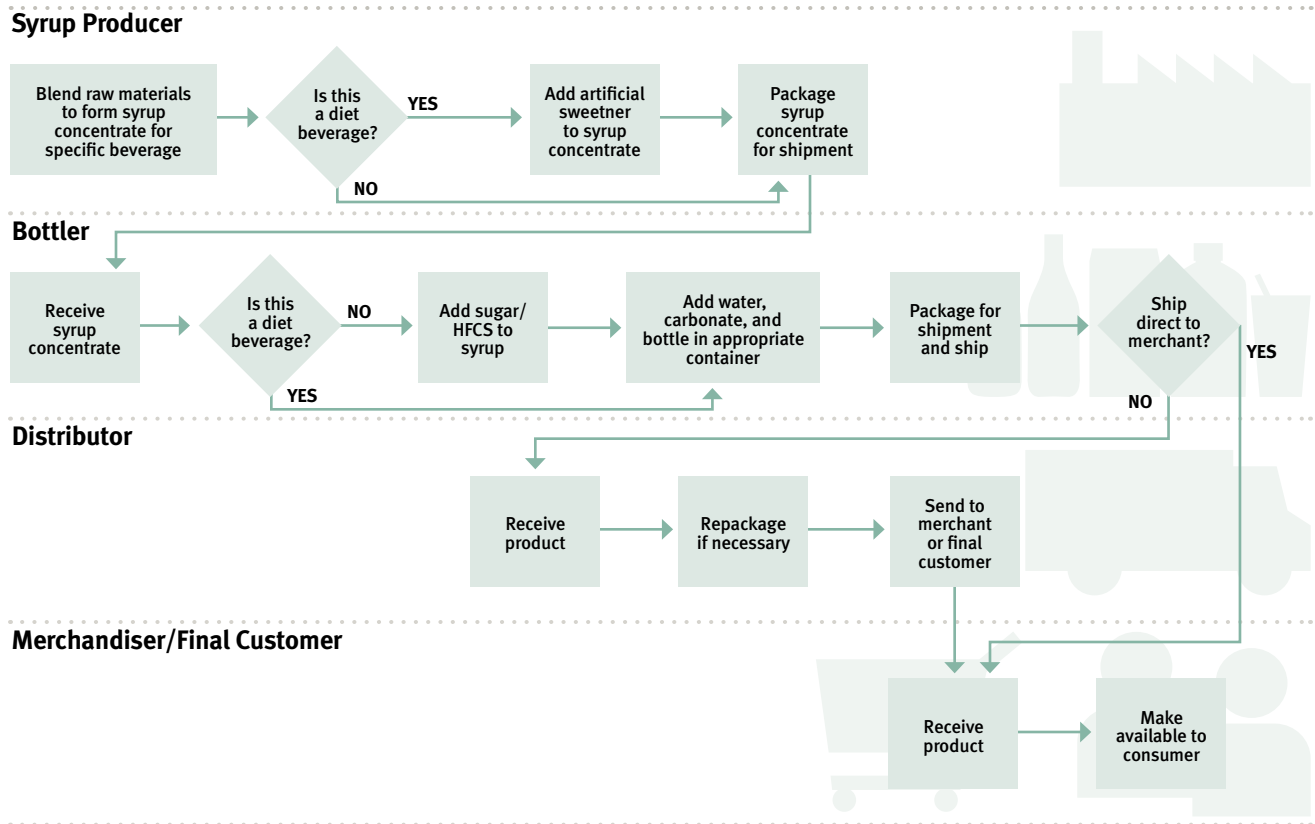 Syrup Producer
Blend raw materials
to form syrup
concentrate for
specific beverage
Is this
a diet
beverage?
YES
NO
Add artificial
sweetner
to syrup
concentrate
Package
syrup
concentrate
for shipment
Bottler
Receive
syrup
concentrate
Is this
a diet
beverage?
NO
YES
Add sugar/
HFCS to
syrup
Add water,
carbonate, and
bottle in appropriate
container
Package for
shipment
and ship
Ship
direct to
merchant?
YES
NO
Distributor
Receive
product
Repackage
if necessary
Send to
merchant
or final
customer
Merchandiser/Final Customer
Receive
product
Make
available to
consumer